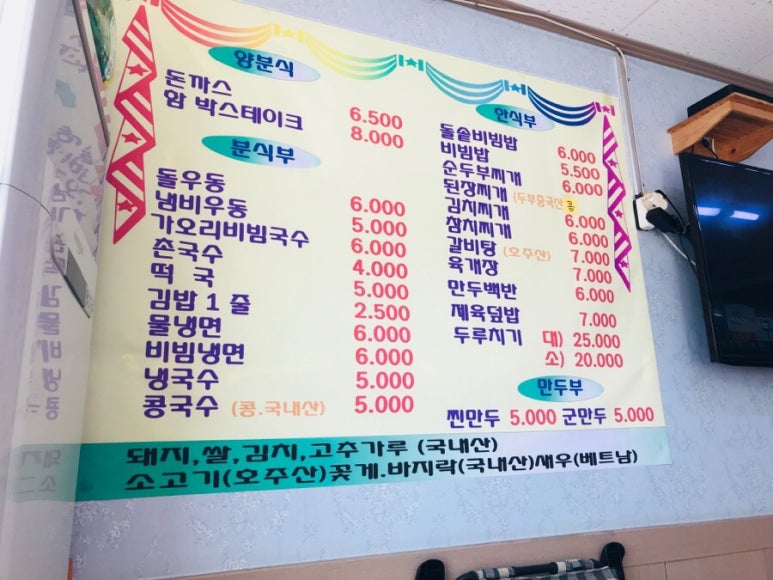 양분식
돈까스 6.500
함 박스테이크 8.000
분식부
돌우동 6.000
냄비우동 5.000
가오리비빔국수 6.000
촌국수 4.000
떡 국 5.000
김밥 1 줄 2.500
물냉면 6.000
비빔냉면 6.000
냉국수 5.000
콩국수 (콩.국내산) 5.000
한식부
돌솥비빔밥 6.000
비빔밥 5.500
순두부찌개 6.000
된장찌개 (두부중국산 콩
김치찌개 6.000
참치찌개 6.000
갈비탕 (호주산) 7.000
육개장 7.000
만두백반 6.000
제육덮밥 7.000
두루치기 대) 25.000
소) 20.000
만두부
찐만두 5.000 군만두 5.000
돼지,쌀,김치,고추가루 (국내산)
소고기(호주산)꽃게.바지락(국내산)새우(베트남)